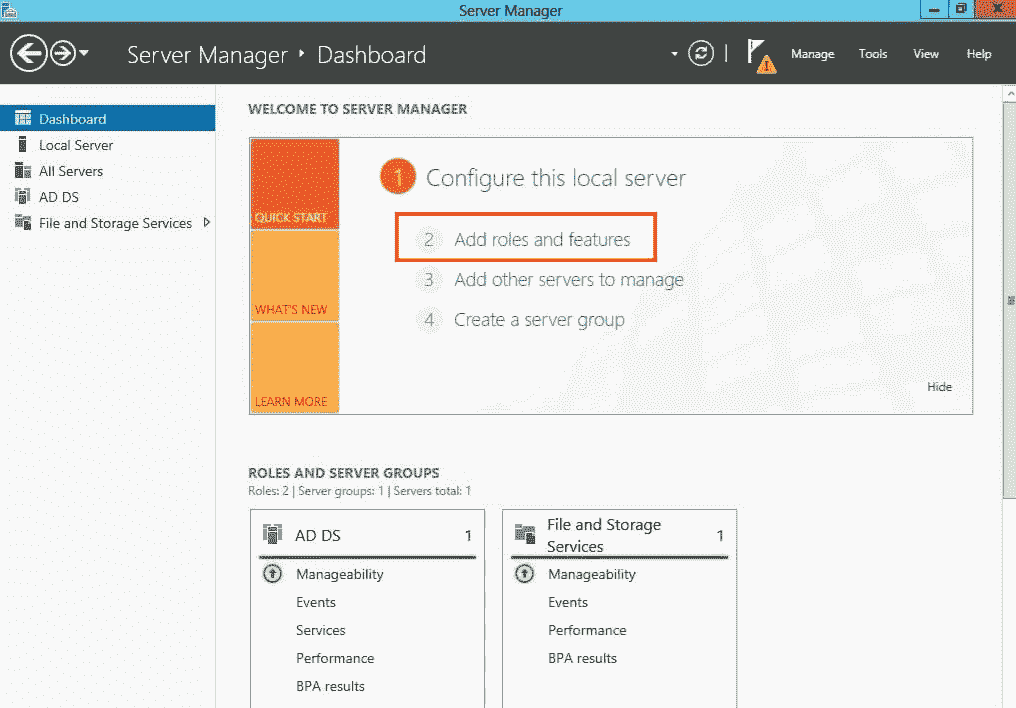 Server Manager
Server Manager ‣ Dashboard
Manage Tools View Help
Dashboard
Local Server
All Servers
AD DS
File and Storage Services
WELCOME TO SERVER MANAGER
QUICK START
WHAT'S NEW
LEARN MORE
1 Configure this local server
2 Add roles and features
3 Add other servers to manage
4 Create a server group
Hide
ROLES AND SERVER GROUPS
Roles: 2 | Server groups: 1 | Servers total: 1
AD DS 1
Manageability
Events
Services
Performance
BPA results
File and Storage
Services 1
Manageability
Events
Performance
BPA results